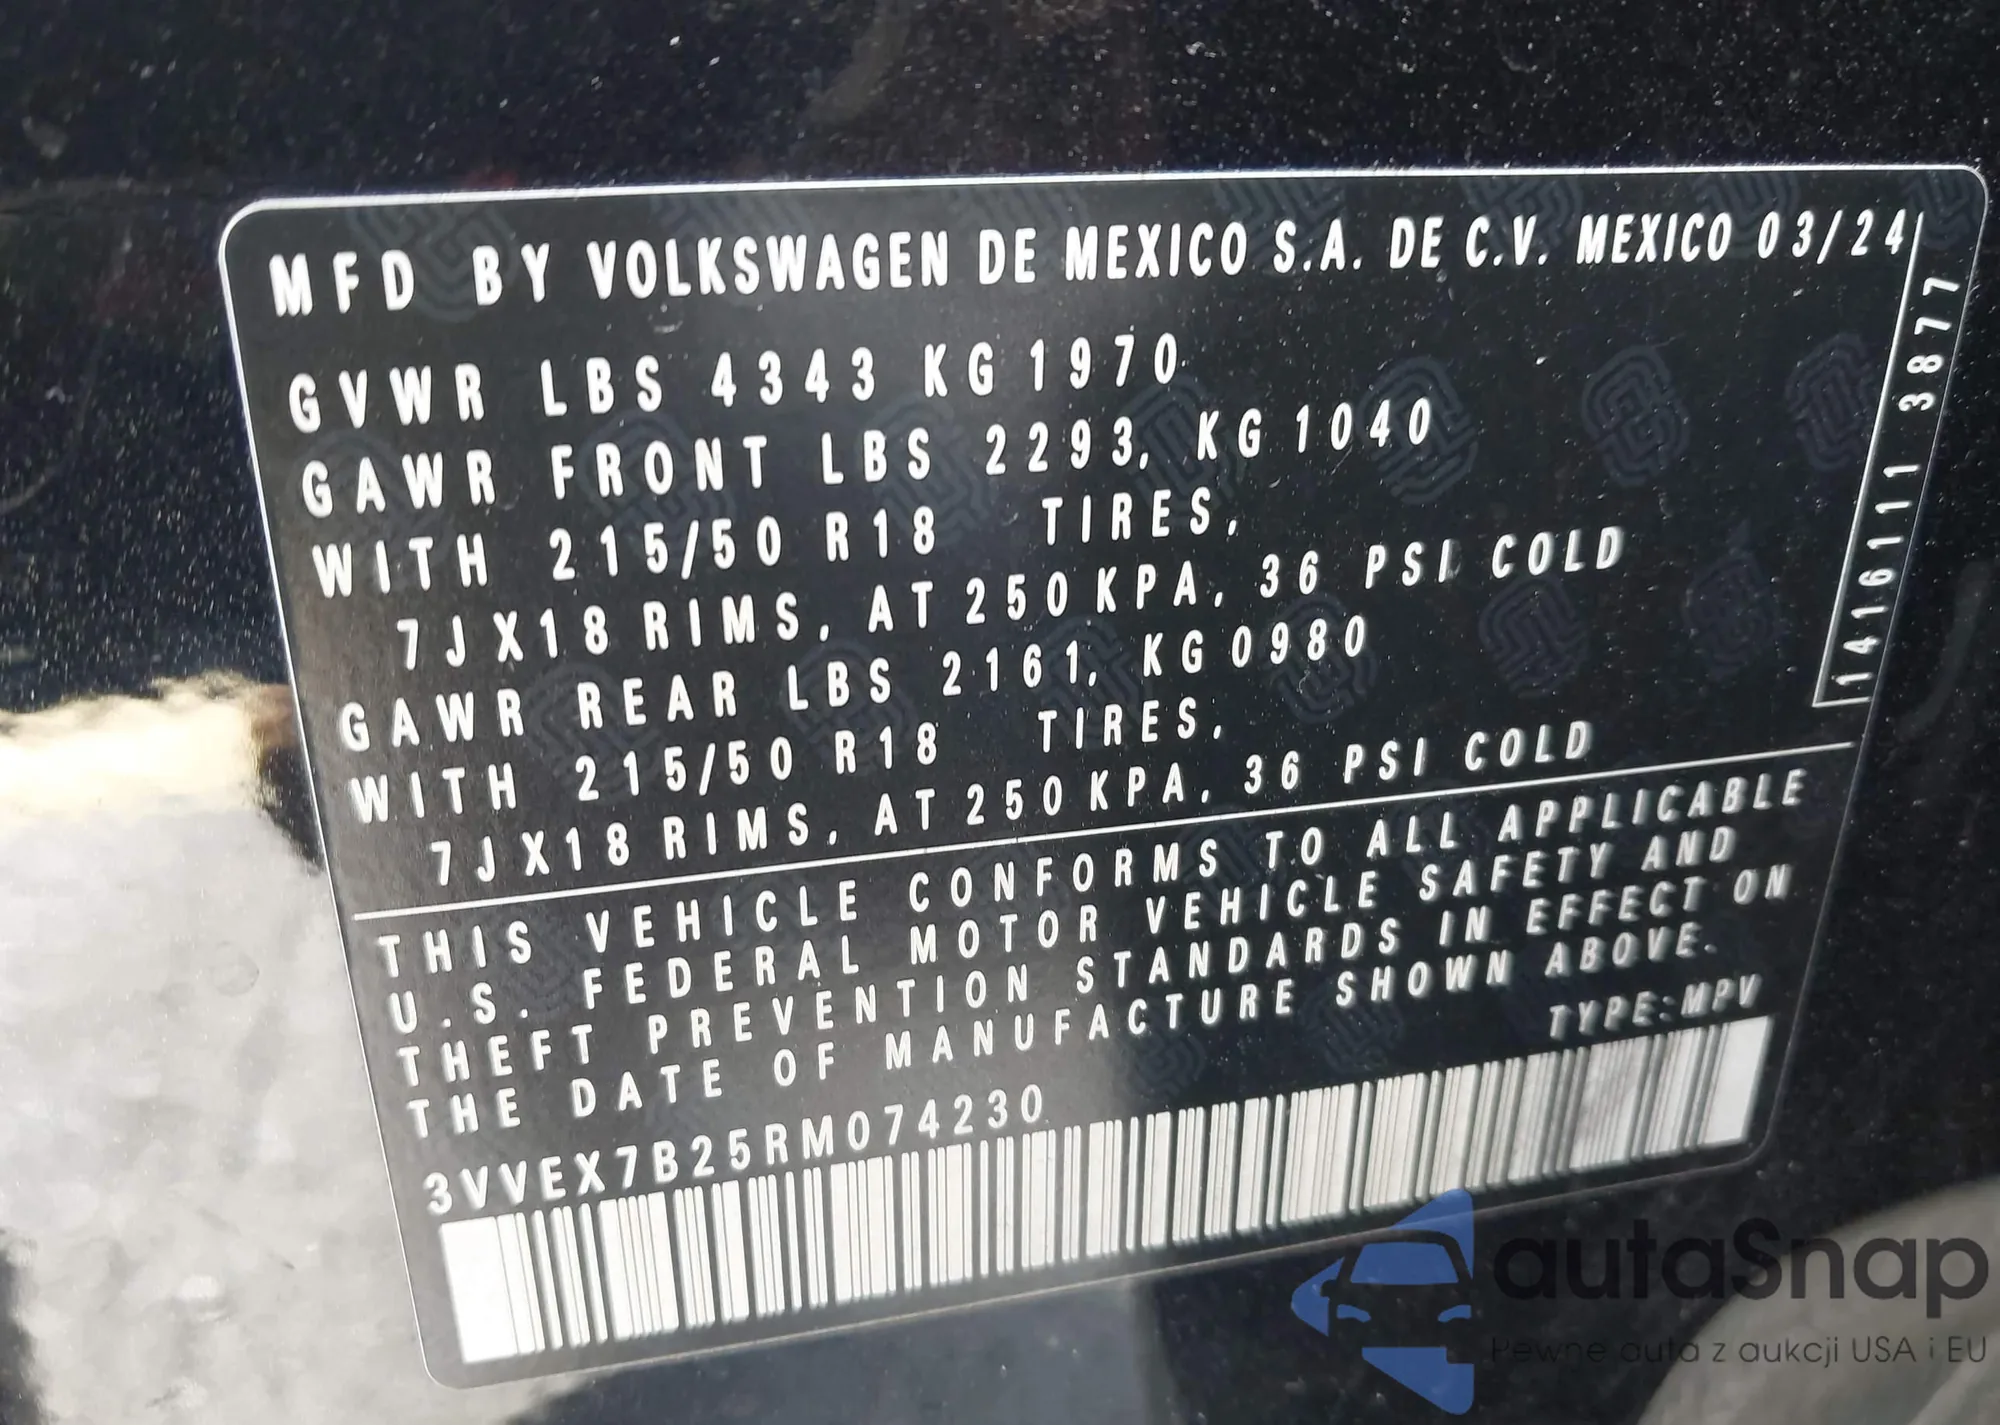 MFD BY VOLKSWAGEN DE MEXICO S.A. DE C.V. MEXICO 03/24
GVWR LBS 4343 KG 1970
GAWR FRONT LBS 2293, KG 1040
WITH 215/50 R18 TIRES,
7J X18 RIMS, AT 250 KPA, 36 PSI COLD
GAWR REAR LBS 2161, KG 0980
WITH 215/50 R18 TIRES,
7J X18 RIMS, AT 250 KPA, 36 PSI COLD
1416111 3877
THIS VEHICLE CONFORMS TO ALL APPLICABLE
U.S. FEDERAL MOTOR VEHICLE SAFETY AND
THEFT PREVENTION STANDARDS IN EFFECT ON
THE DATE OF MANUFACTURE SHOWN ABOVE.
TYPE:MPV
3VVEX7B25RM074230
autaSnap
Pewne auta z aukcji USA i EU